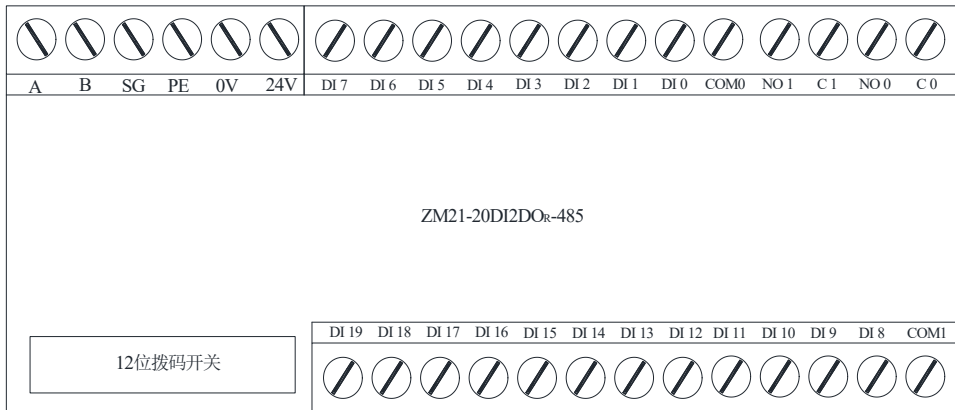 A B SG PE 0V 24V DI 7 DI 6 DI 5 DI 4 DI 3 DI 2 DI 1 DI 0 COM0 NO 1 C 1 NO 0 C 0
ZM21-20DI2DOR-485
DI 19 DI 18 DI 17 DI 16 DI 15 DI 14 DI 13 DI 12 DI 11 DI 10 DI 9 DI 8 COM1
12位拨码开关